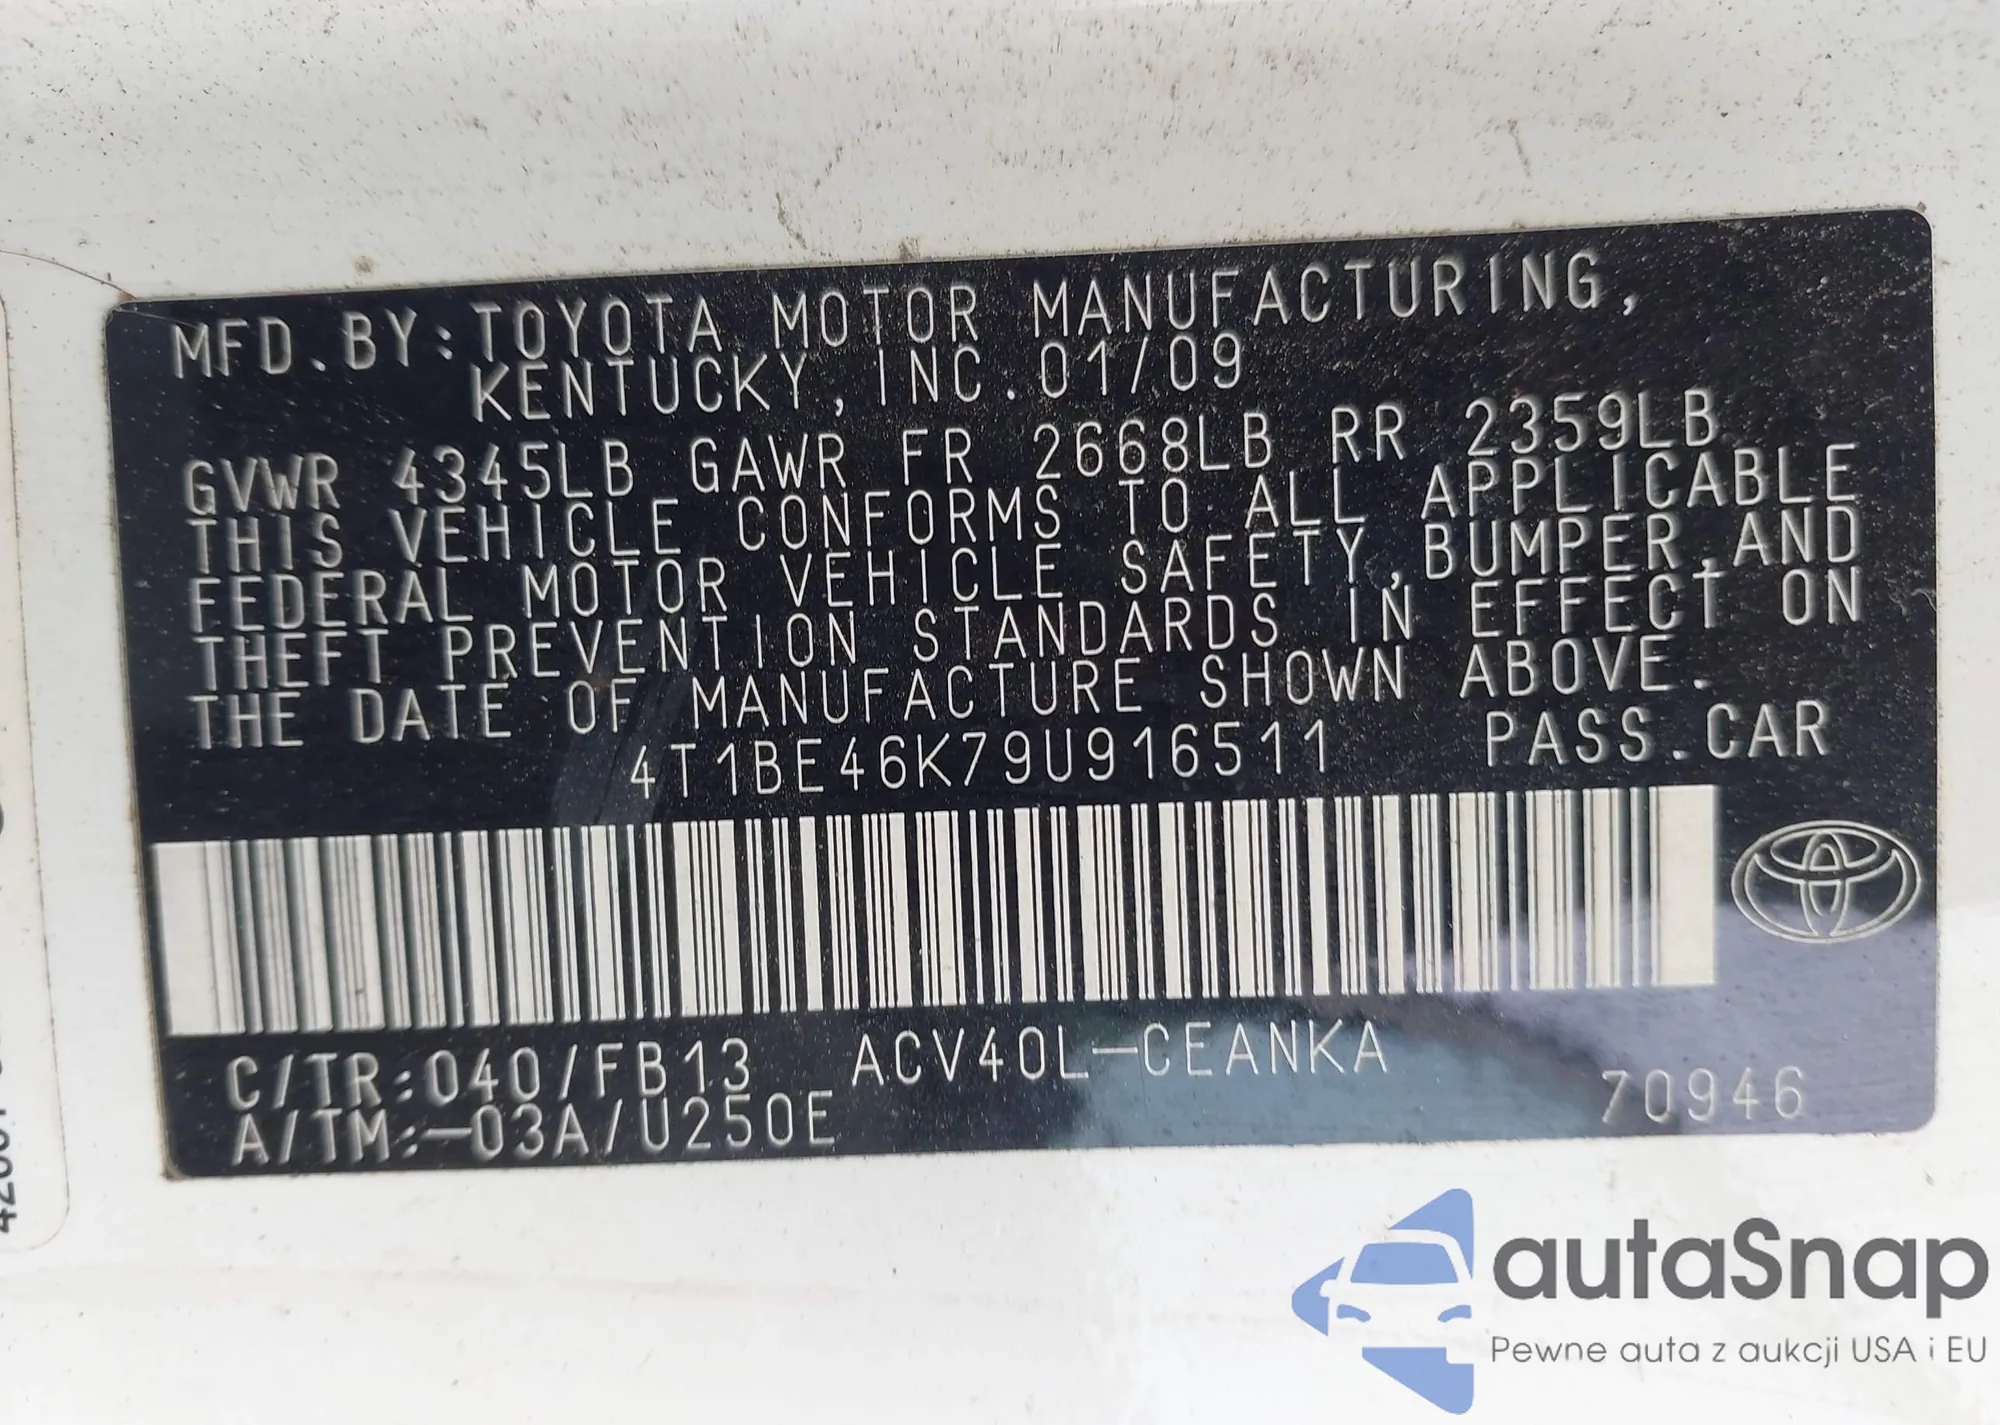 MFD.BY:TOYOTA MOTOR MANUFACTURING,
KENTUCKY, INC.01/09
GVWR 4345LB GAWR FR 2668LB RR 2359LB
THIS VEHICLE CONFORMS TO ALL APPLICABLE
FEDERAL MOTOR VEHICLE SAFETY,BUMPER,AND
THEFT PREVENTION STANDARDS IN EFFECT ON
THE DATE OF MANUFACTURE SHOWN ABOVE.
4T1BE46K79U916511 PASS.CAR
C/TR:040/FB13 ACV40L-CEANKA
A/TM:-03A/U250E 70946
autaSnap
Pewne auta z aukcji USA i EU